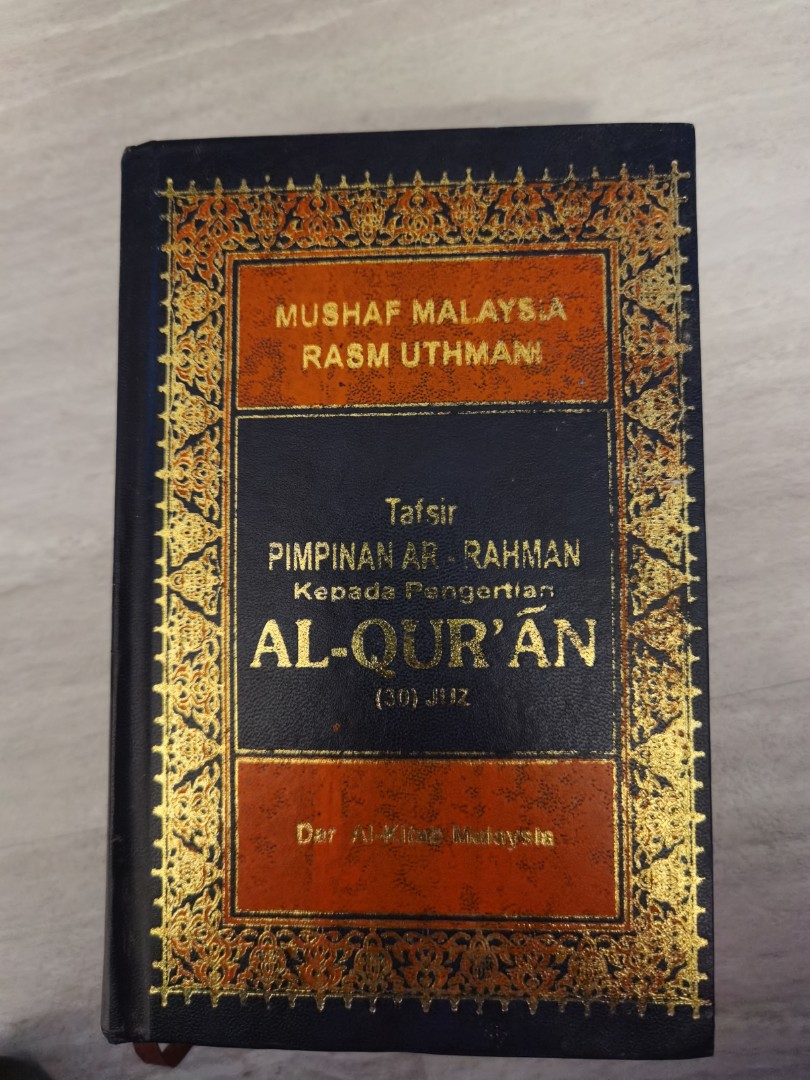 MUSHAF MALAYSIA
RASM UTHMANI
Tafsir
PIMPINAN AR - RAHMAN
Kepada Pengertian
AL-QUR'ĀN
(30) JUZ
Dar Al-Kitab Malaysia